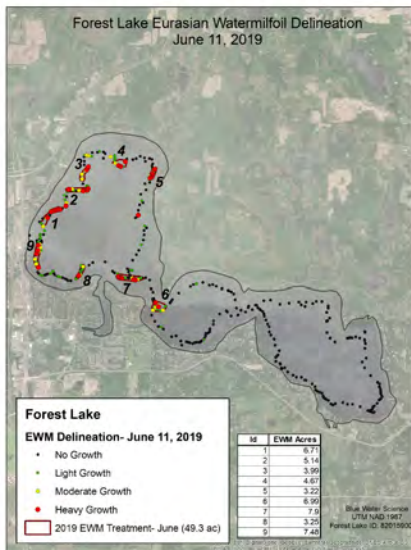 Forest Lake Eurasian Watermilfoil Delineation
June 11, 2019
4
3
5
2
1
9
8
7
6
Forest Lake
EWM Delineation- June 11, 2019
No Growth
Light Growth
Moderate Growth
Heavy Growth
2019 EWM Treatment- June (49.3 ac)
Id EWM Acres
1 6.71
2 5.14
3 3.99
4 4.67
5 3.22
6 6.99
7 7.9
8 3.25
9 7.48
Blue Water Science
UTM NAD 1987
Forest Lake ID: